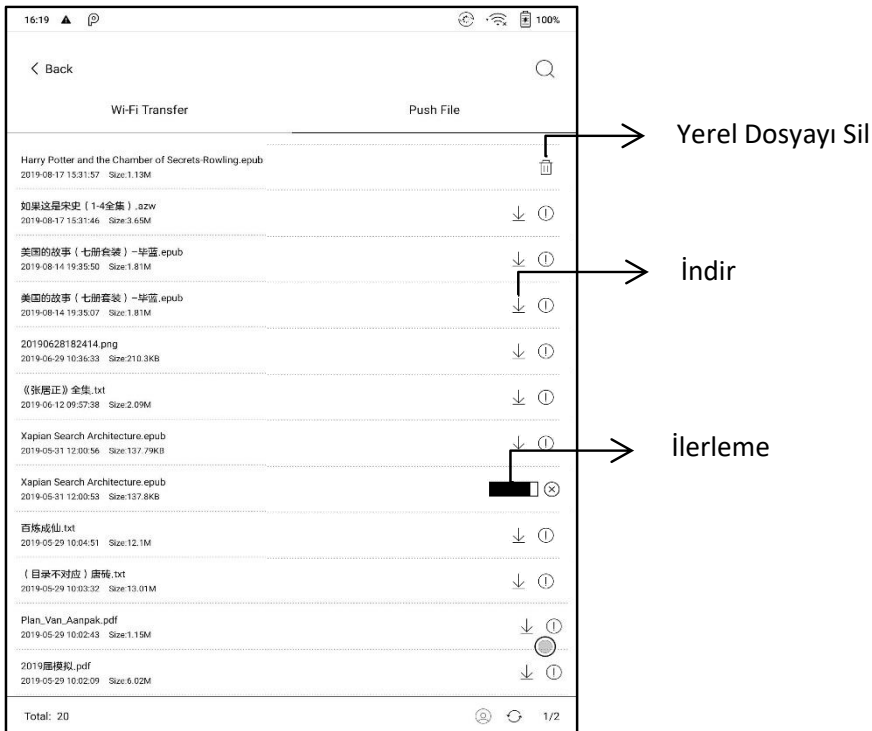 16:19 100%
Back
Wi-Fi Transfer Push File
Harry Potter and the Chamber of Secrets-Rowling.epub
2019-08-17 15:31:57 Size:1.13M
Yerel Dosyayı Sil
如果这是宋史（1-4全集）.azw
2019-08-17 15:31:46 Size:3.65M
美国的故事（七册套装）–毕蓝.epub
2019-08-14 19:35:50 Size:1.81M
İndir
美国的故事（七册套装）–毕蓝.epub
2019-08-14 19:35:07 Size:1.81M
20190628182414.png
2019-06-29 10:36:33 Size:210.3KB
《张居正》全集.txt
2019-06-12 09:57:38 Size:2.09M
Xapian Search Architecture.epub
2019-05-31 12:00:56 Size:137.79KB
İlerleme
Xapian Search Architecture.epub
2019-05-31 12:00:53 Size:137.8KB
百炼成仙.txt
2019-05-29 10:04:51 Size:12.1M
（目录不对应）唐砖.txt
2019-05-29 10:03:32 Size:13.01M
Plan_Van_Aanpak.pdf
2019-05-29 10:02:43 Size:1.15M
2019届模拟.pdf
2019-05-29 10:02:09 Size:6.02M
Total: 20 1/2